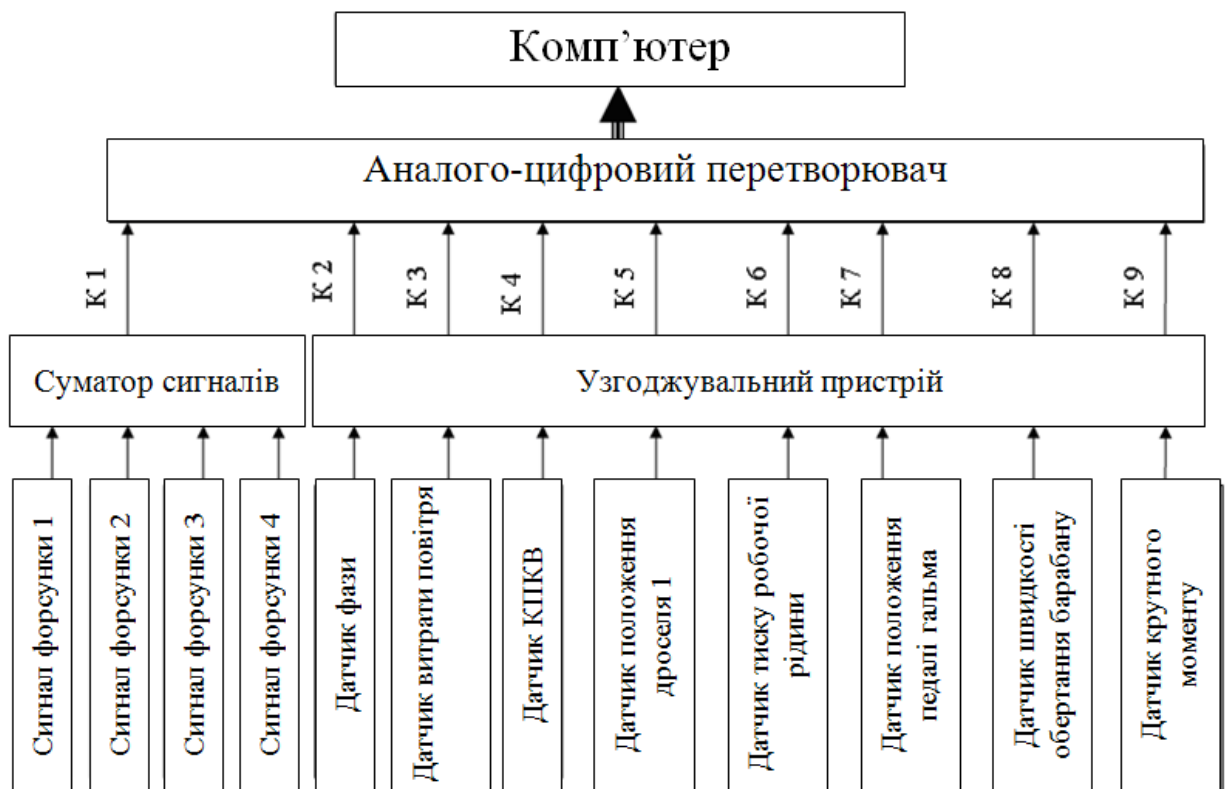 Комп’ютер
Аналого-цифровий перетворювач
К 1
К 2
К 3
К 4
К 5
К 6
К 7
К 8
К 9
Суматор сигналів
Узгоджувальний пристрій
Сигнал форсунки 1
Сигнал форсунки 2
Сигнал форсунки 3
Сигнал форсунки 4
Датчик фази
Датчик витрати повітря
Датчик КПКВ
Датчик положення
дроселя 1
Датчик тиску робочої
рідини
Датчик положення
педалі гальма
Датчик швидкості
обертання барабану
Датчик крутного
моменту